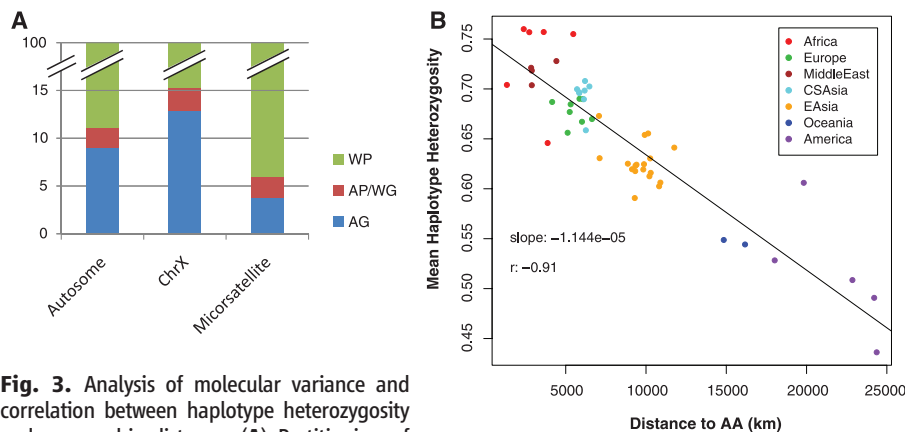 A
100
15
10
5
0
WP
AP/WG
AG
Autosome
ChrX
Micorsatellite
B
Mean Haplotype Heterozygosity
0.75
0.70
0.65
0.60
0.55
0.50
0.45
Africa
Europe
MiddleEast
CSAsia
EAsia
Oceania
America
slope: −1.144e−05
r: −0.91
5000
10000
15000
20000
25000
Distance to AA (km)
Fig. 3. Analysis of molecular variance and
correlation between haplotype heterozygosity